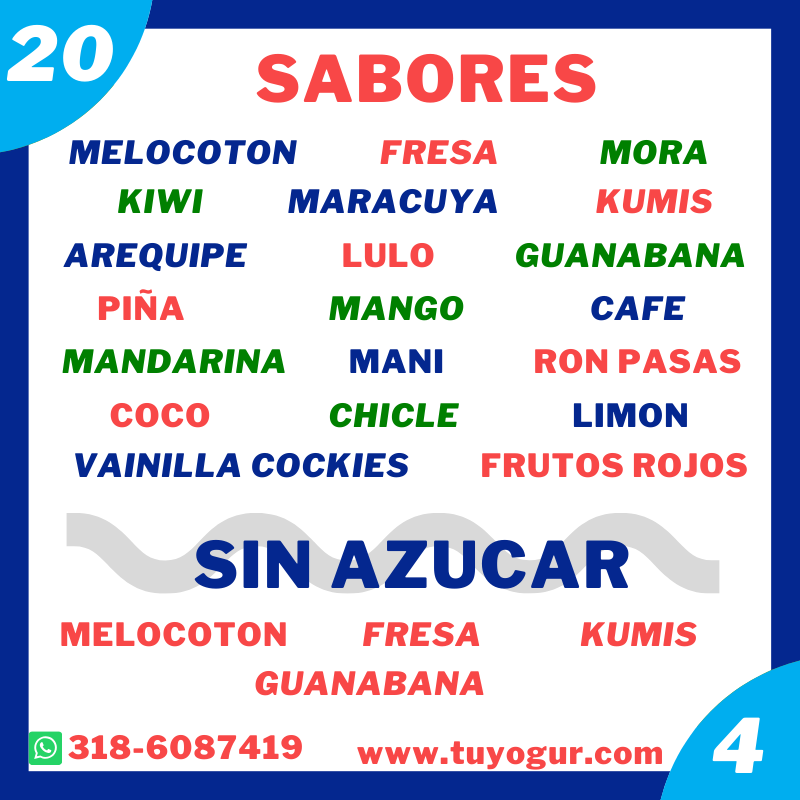 20
SABORES
MELOCOTON FRESA MORA
KIWI MARACUYA KUMIS
AREQUIPE LULO GUANABANA
PIÑA MANGO CAFE
MANDARINA MANI RON PASAS
COCO CHICLE LIMON
VAINILLA COCKIES FRUTOS ROJOS
SIN AZUCAR
MELOCOTON FRESA KUMIS
GUANABANA
318-6087419 www.tuyogur.com
4